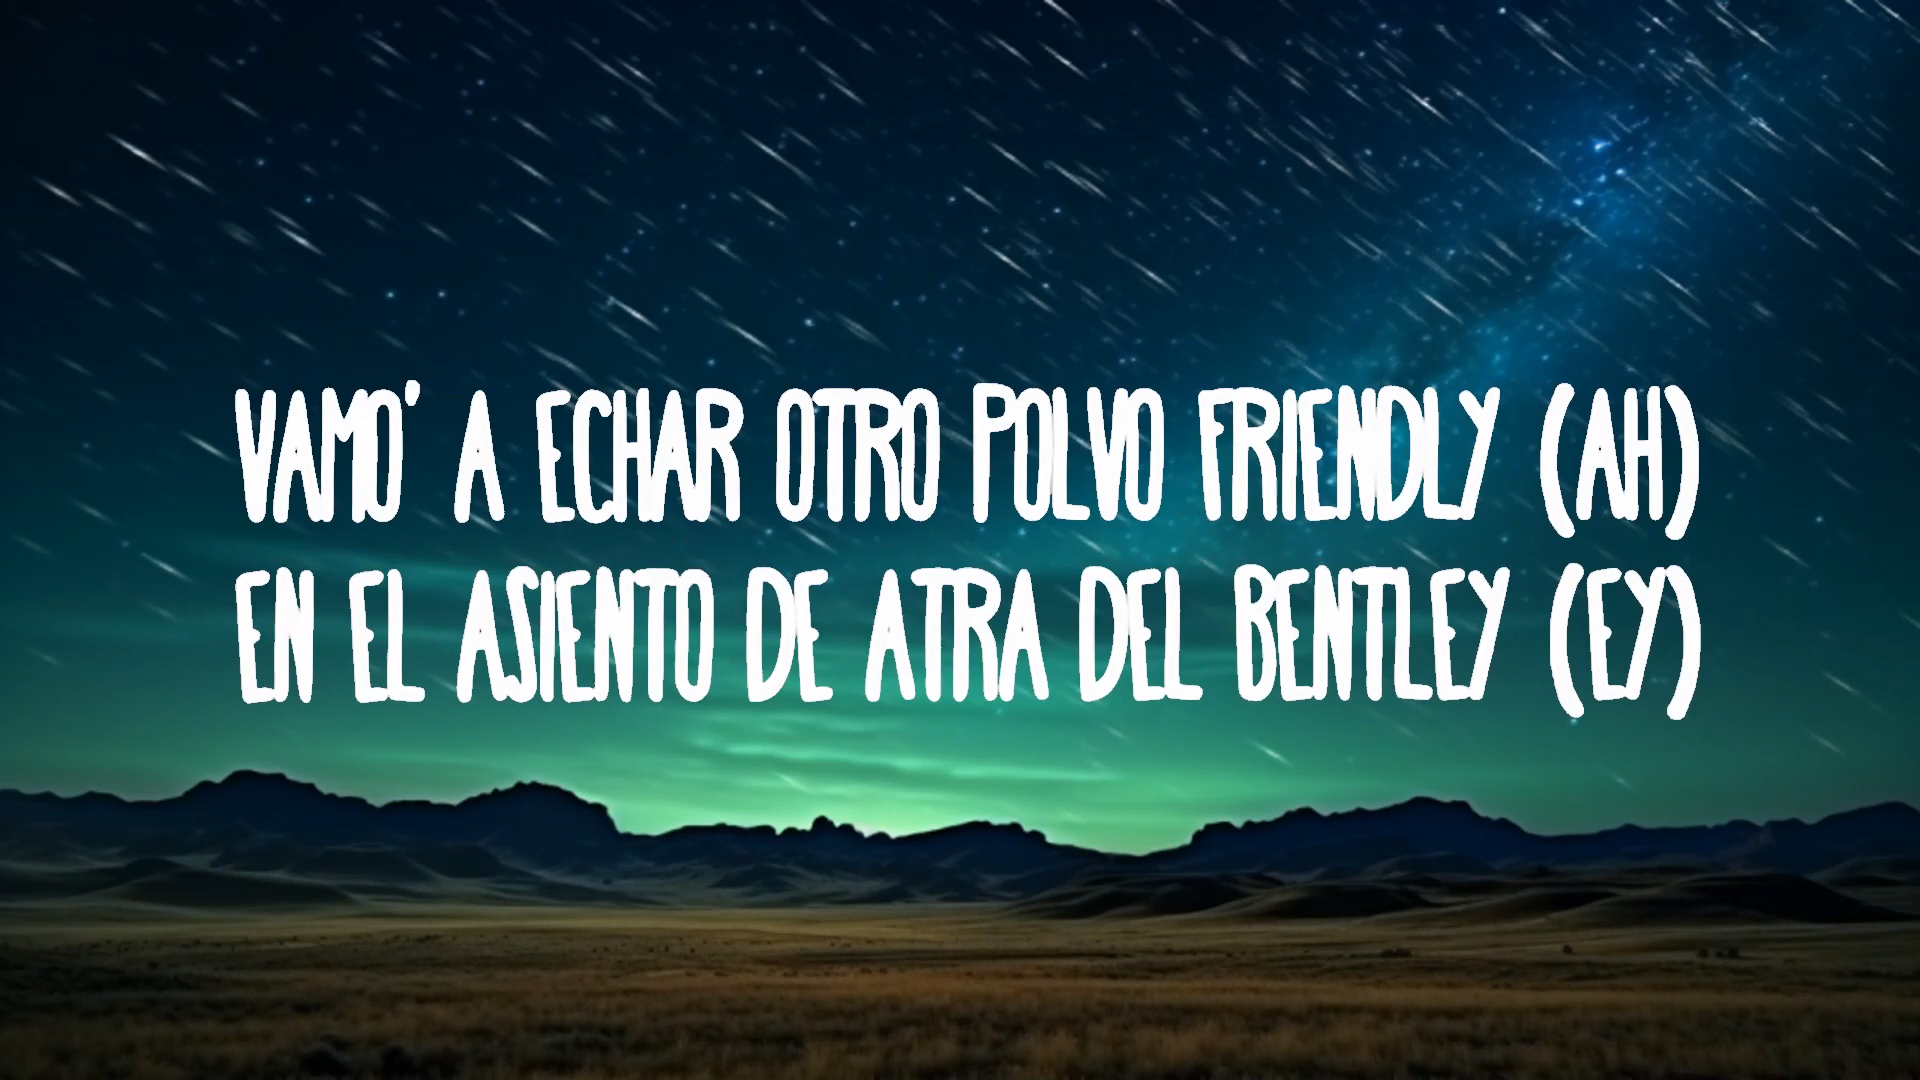 VAMO' A ECHAR OTRO POLVO FRIENDLY (AH)
EN EL ASIENTO DE ATRA DEL BENTLEY (EY)